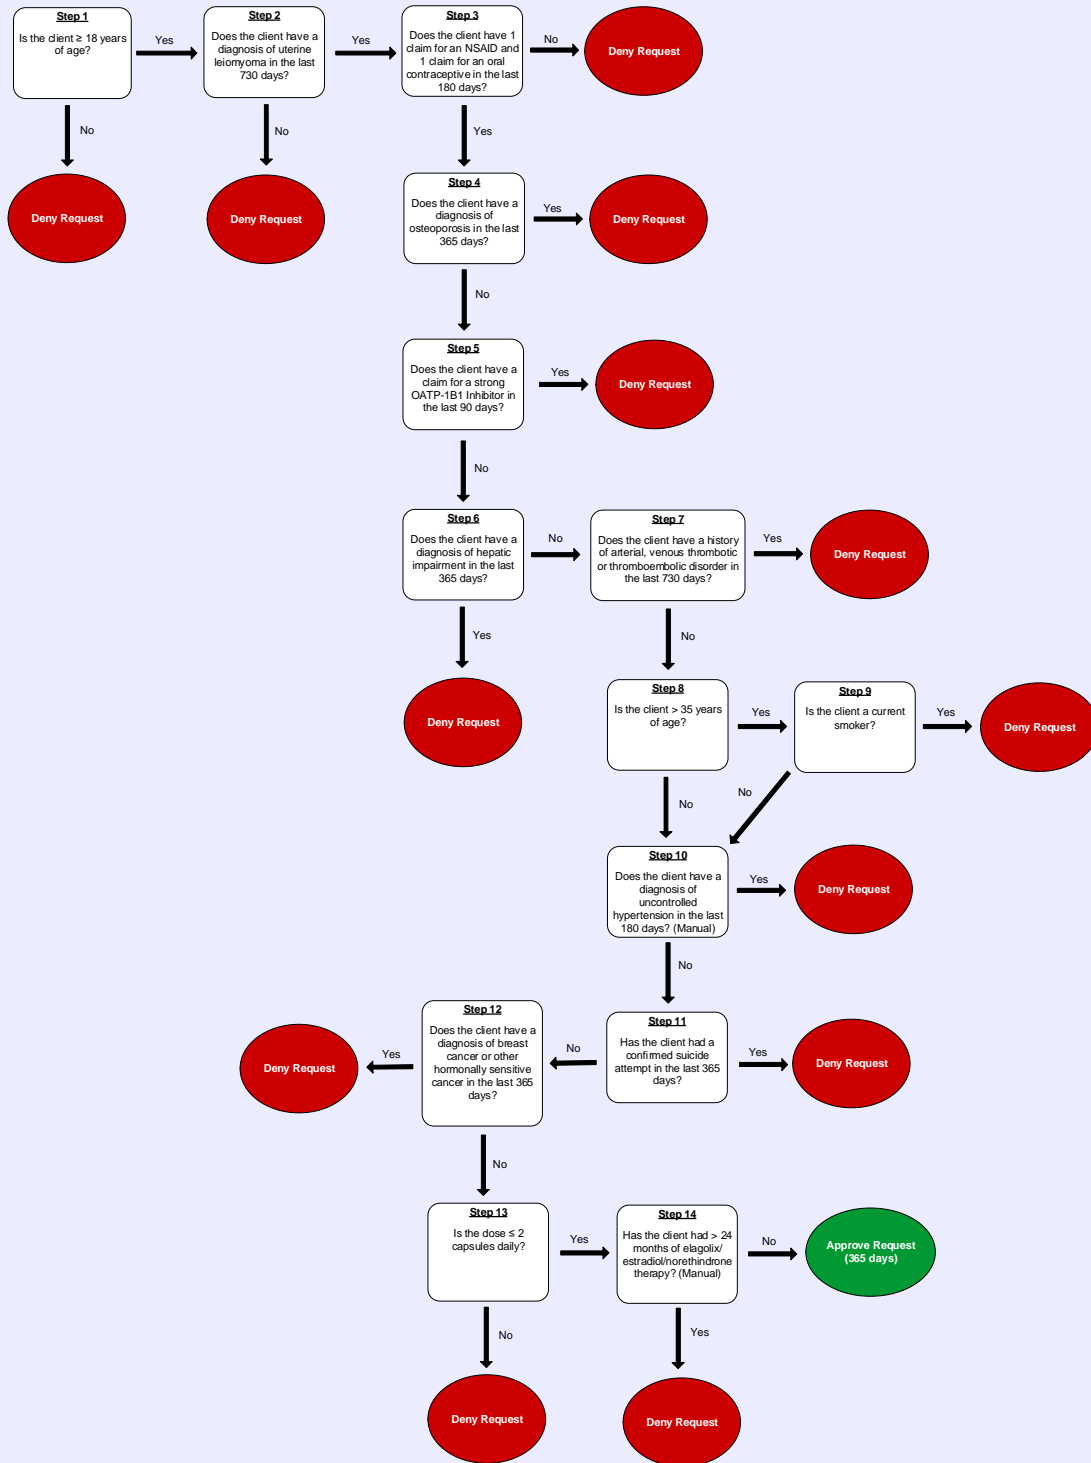 Step 1
Is the client ≥ 18 years
of age?
Yes
No
Deny Request
Step 2
Does the client have a
diagnosis of uterine
leiomyoma in the last
730 days?
Yes
No
Deny Request
Step 3
Does the client have 1
claim for an NSAID and
1 claim for an oral
contraceptive in the last
180 days?
No
Deny Request
Yes
Step 4
Does the client have a
diagnosis of
osteoporosis in the last
365 days?
Yes
Deny Request
No
Step 5
Does the client have a
claim for a strong
OATP-1B1 Inhibitor in
the last 90 days?
Yes
Deny Request
No
Step 6
Does the client have a
diagnosis of hepatic
impairment in the last
365 days?
No
Yes
Deny Request
Step 7
Does the client have a history
of arterial, venous thrombotic
or thromboembolic disorder in
the last 730 days?
Yes
Deny Request
No
Step 8
Is the client > 35 years
of age?
Yes
No
Step 9
Is the client a current
smoker?
Yes
Deny Request
No
Step 10
Does the client have a
diagnosis of
uncontrolled
hypertension in the last
180 days? (Manual)
Yes
Deny Request
No
Step 11
Has the client had a
confirmed suicide
attempt in the last 365
days?
Yes
Deny Request
No
Step 12
Does the client have a
diagnosis of breast
cancer or other
hormonally sensitive
cancer in the last 365
days?
Yes
Deny Request
No
Step 13
Is the dose ≤ 2
capsules daily?
Yes
No
Deny Request
Step 14
Has the client had > 24
months of elagolix/
estradiol/norethindrone
therapy? (Manual)
No
Approve Request
(365 days)
Yes
Deny Request